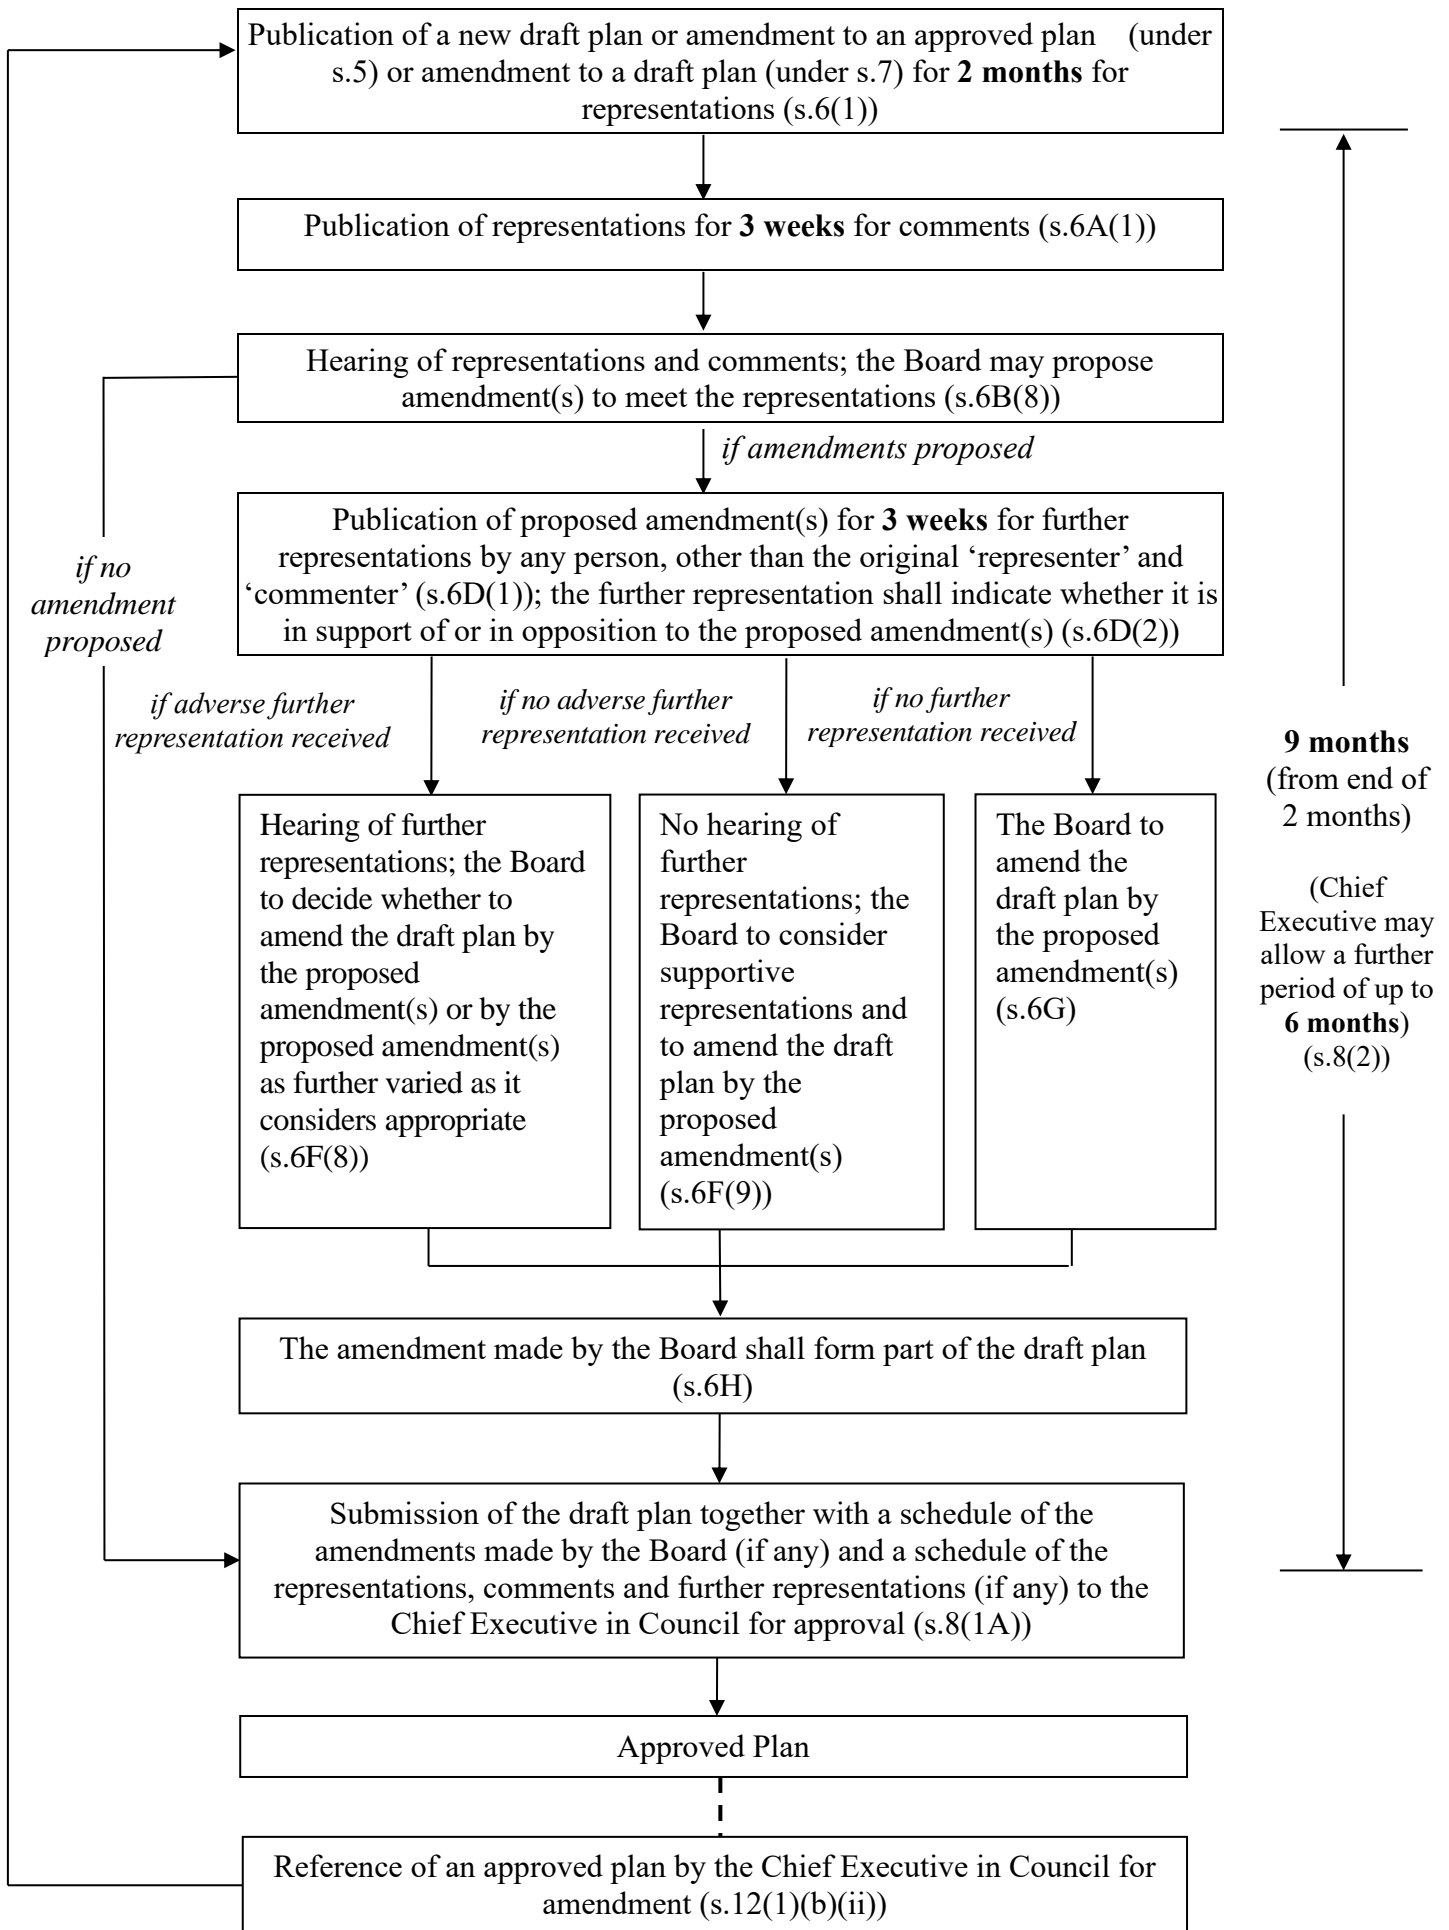 Publication of a new draft plan or amendment to an approved plan (under
s.5) or amendment to a draft plan (under s.7) for 2 months for
representations (s.6(1))
Publication of representations for 3 weeks for comments (s.6A(1))
Hearing of representations and comments; the Board may propose
amendment(s) to meet the representations (s.6B(8))
if amendments proposed
Publication of proposed amendment(s) for 3 weeks for further
representations by any person, other than the original ‘representer’ and
‘commenter’ (s.6D(1)); the further representation shall indicate whether it is
in support of or in opposition to the proposed amendment(s) (s.6D(2))
if no
amendment
proposed
if adverse further
representation received
if no adverse further
representation received
if no further
representation received
Hearing of further
representations; the Board
to decide whether to
amend the draft plan by
the proposed
amendment(s) or by the
proposed amendment(s)
as further varied as it
considers appropriate
(s.6F(8))
No hearing of
further
representations; the
Board to consider
supportive
representations and
to amend the draft
plan by the
proposed
amendment(s)
(s.6F(9))
The Board to
amend the
draft plan by
the proposed
amendment(s)
(s.6G)
9 months
(from end of
2 months)
(Chief
Executive may
allow a further
period of up to
6 months)
(s.8(2))
The amendment made by the Board shall form part of the draft plan
(s.6H)
Submission of the draft plan together with a schedule of the
amendments made by the Board (if any) and a schedule of the
representations, comments and further representations (if any) to the
Chief Executive in Council for approval (s.8(1A))
Approved Plan
Reference of an approved plan by the Chief Executive in Council for
amendment (s.12(1)(b)(ii))